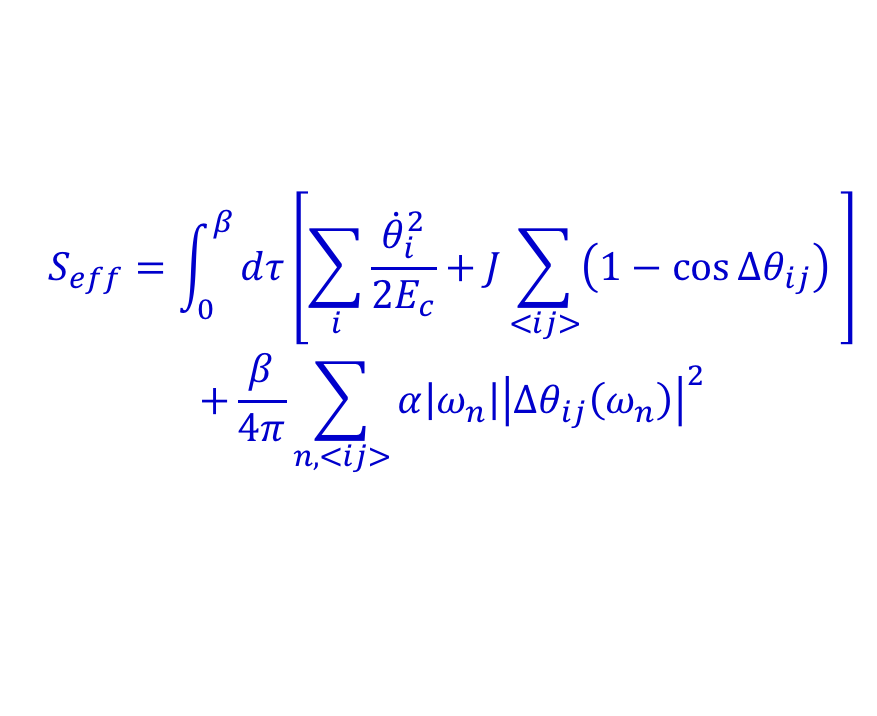 S_{eff} = \int_0^\beta d\tau \left[ \sum_i \frac{\dot{\theta}_i^2}{2E_c} + J \sum_{<ij>} \left( 1 - \cos \Delta\theta_{ij} \right) \right]
+ \frac{\beta}{4\pi} \sum_{n,<ij>} \alpha |\omega_n| \left| \Delta\theta_{ij}(\omega_n) \right|^2